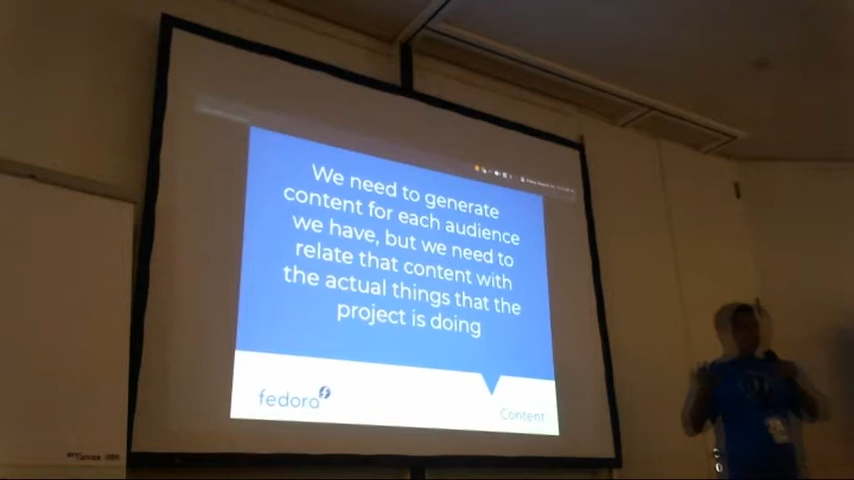 We need to generate
content for each audience
we have, but we need to
relate that content with
the actual things that the
project is doing
fedora
Content